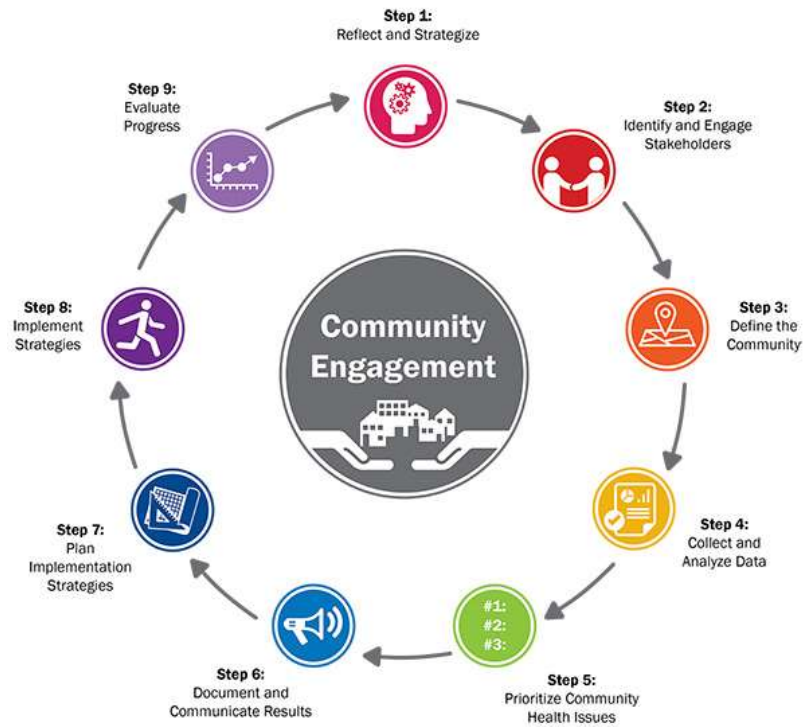 Step 1:
Reflect and Strategize
Step 2:
Identify and Engage
Stakeholders
Step 3:
Define the
Community
Step 4:
Collect and
Analyze Data
#1:
#2:
#3:
Step 5:
Prioritize Community
Health Issues
Step 6:
Document and
Communicate Results
Step 7:
Plan
Implementation
Strategies
Step 8:
Implement
Strategies
Step 9:
Evaluate
Progress
Community
Engagement